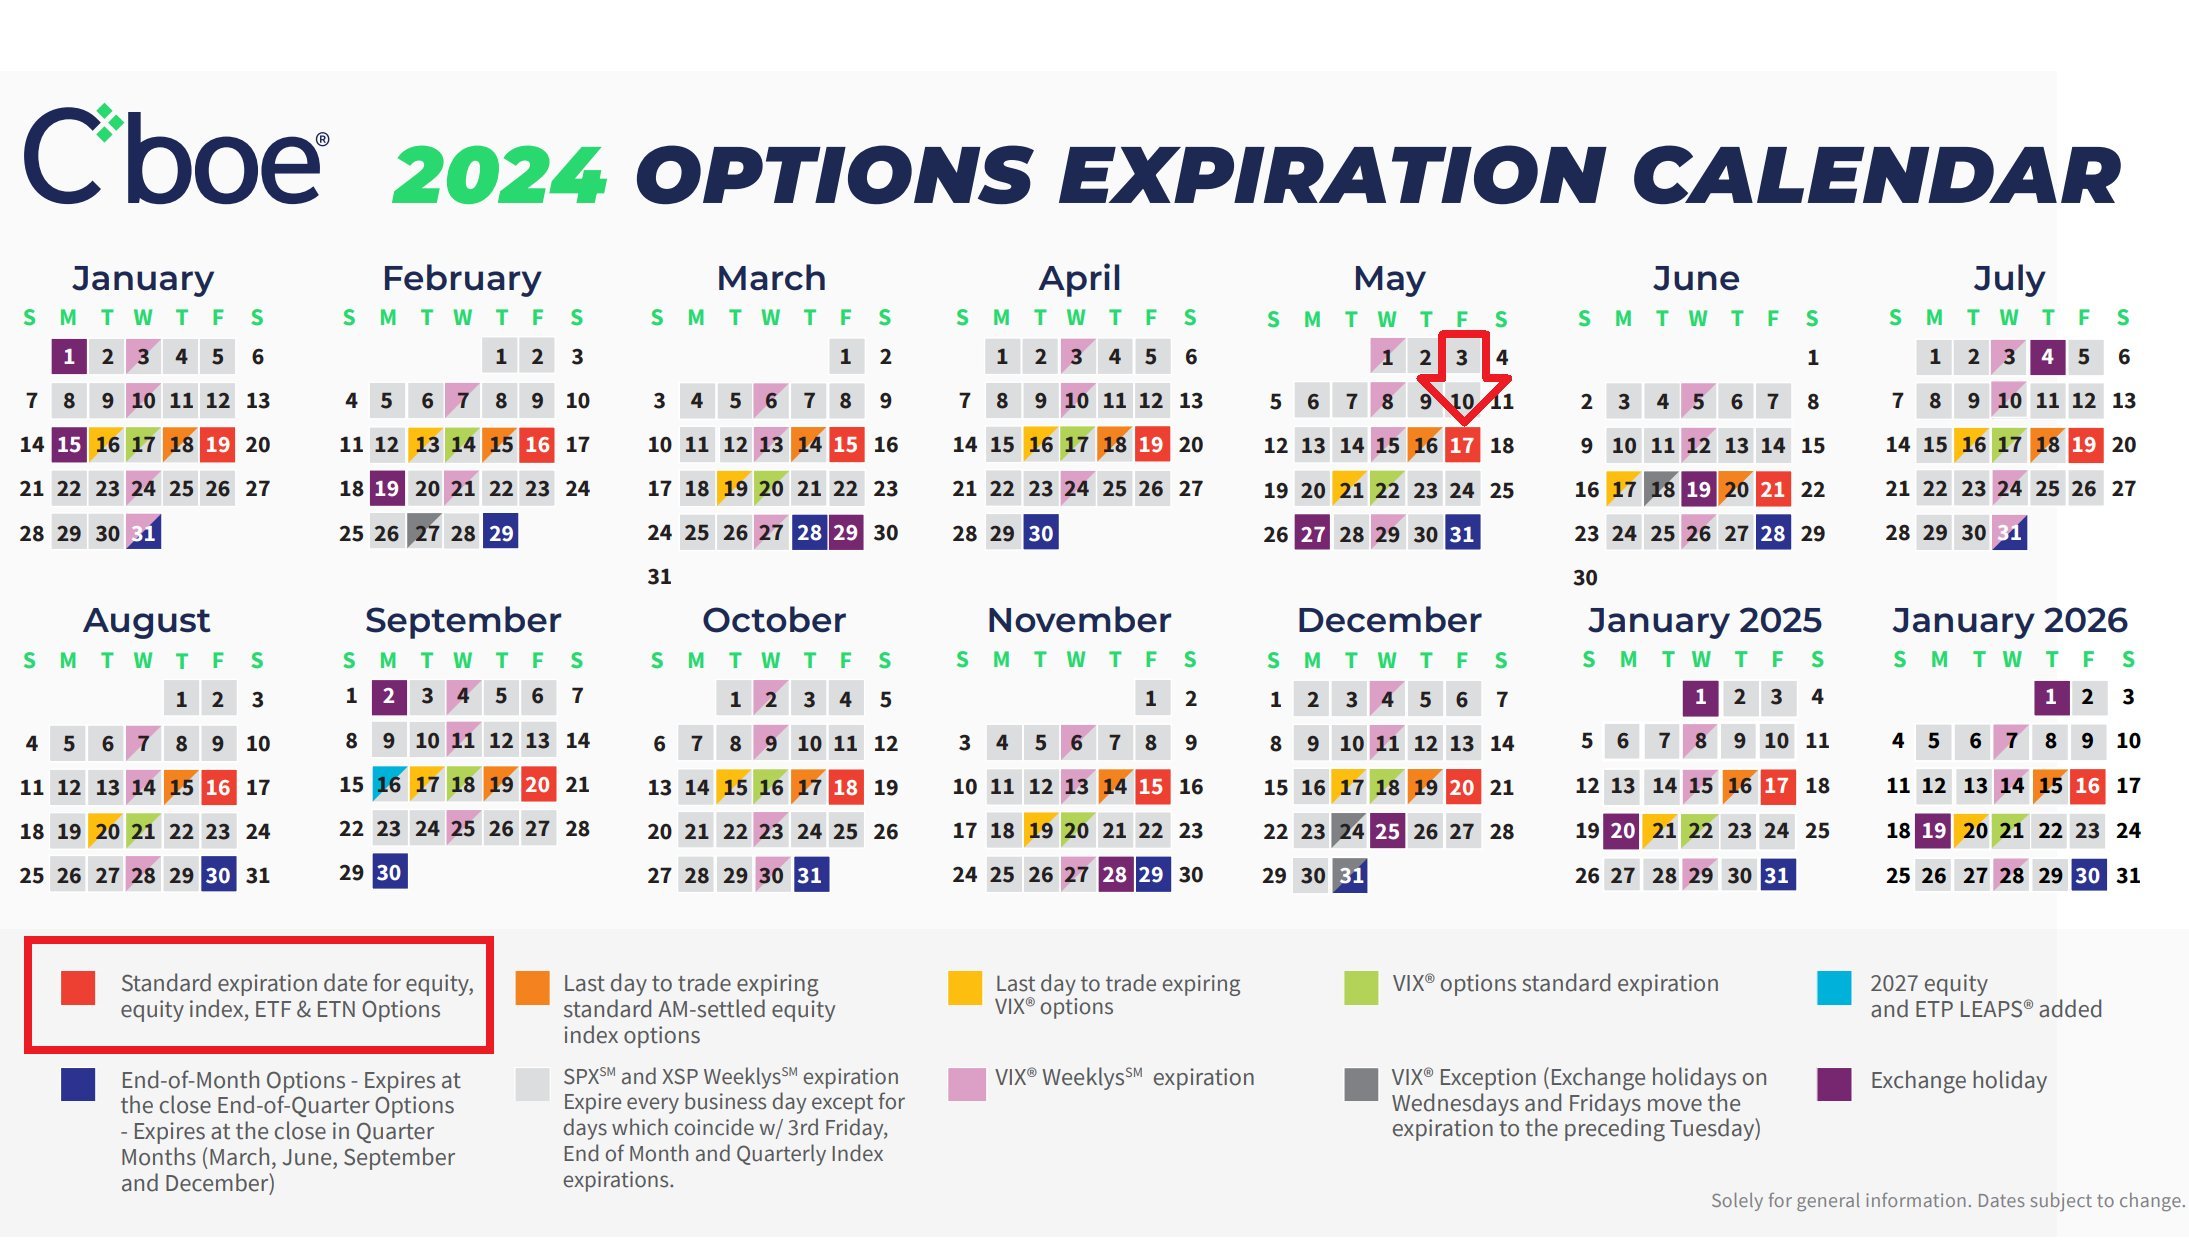 Cboe®
2024 OPTIONS EXPIRATION CALENDAR
January
S M T W T F S
1 2 3 4 5 6
7 8 9 10 11 12 13
14 15 16 17 18 19 20
21 22 23 24 25 26 27
28 29 30 31
February
S M T W T F S
1 2 3
4 5 6 7 8 9 10
11 12 13 14 15 16 17
18 19 20 21 22 23 24
25 26 27 28 29
March
S M T W T F S
1 2
3 4 5 6 7 8 9
10 11 12 13 14 15 16
17 18 19 20 21 22 23
24 25 26 27 28 29 30
31
April
S M T W T F S
1 2 3 4 5 6
7 8 9 10 11 12 13
14 15 16 17 18 19 20
21 22 23 24 25 26 27
28 29 30
May
S M T W T F S
1 2 3 4
5 6 7 8 9 10 11
12 13 14 15 16 17 18
19 20 21 22 23 24 25
26 27 28 29 30 31
June
S M T W T F S
1
2 3 4 5 6 7 8
9 10 11 12 13 14 15
16 17 18 19 20 21 22
23 24 25 26 27 28 29
30
July
S M T W T F S
1 2 3 4 5 6
7 8 9 10 11 12 13
14 15 16 17 18 19 20
21 22 23 24 25 26 27
28 29 30 31
August
S M T W T F S
1 2 3
4 5 6 7 8 9 10
11 12 13 14 15 16 17
18 19 20 21 22 23 24
25 26 27 28 29 30 31
September
S M T W T F S
1 2 3 4 5 6 7
8 9 10 11 12 13 14
15 16 17 18 19 20 21
22 23 24 25 26 27 28
29 30
October
S M T W T F S
1 2 3 4 5
6 7 8 9 10 11 12
13 14 15 16 17 18 19
20 21 22 23 24 25 26
27 28 29 30 31
November
S M T W T F S
1 2
3 4 5 6 7 8 9
10 11 12 13 14 15 16
17 18 19 20 21 22 23
24 25 26 27 28 29 30
December
S M T W T F S
1 2 3 4 5 6 7
8 9 10 11 12 13 14
15 16 17 18 19 20 21
22 23 24 25 26 27 28
29 30 31
January 2025
S M T W T F S
1 2 3 4
5 6 7 8 9 10 11
12 13 14 15 16 17 18
19 20 21 22 23 24 25
26 27 28 29 30 31
January 2026
S M T W T F S
1 2 3
4 5 6 7 8 9 10
11 12 13 14 15 16 17
18 19 20 21 22 23 24
25 26 27 28 29 30 31
Standard expiration date for equity,
equity index, ETF & ETN Options
Last day to trade expiring
standard AM-settled equity
index options
Last day to trade expiring
VIX® options
VIX® options standard expiration
2027 equity
and ETP LEAPS® added
End-of-Month Options - Expires at
the close End-of-Quarter Options
- Expires at the close in Quarter
Months (March, June, September
and December)
SPX℠ and XSP Weeklys℠ expiration
Expire every business day except for
days which coincide w/ 3rd Friday,
End of Month and Quarterly Index
expirations.
VIX® Weeklys℠ expiration
VIX® Exception (Exchange holidays on
Wednesdays and Fridays move the
expiration to the preceding Tuesday)
Exchange holiday
Solely for general information. Dates subject to change.